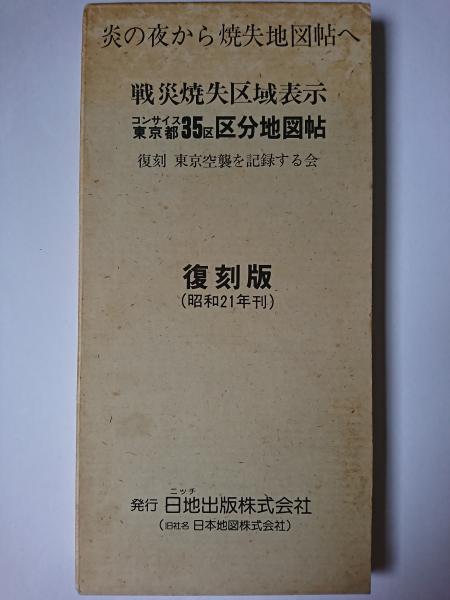 炎の夜から焼失地図帖へ
戦災焼失区域表示
コンサイス
東京都35区区分地図帖
復刻 東京空襲を記録する会
復刻版
(昭和21年刊)
ニッチ
発行 日地出版株式会社
(旧社名 日本地図株式会社)